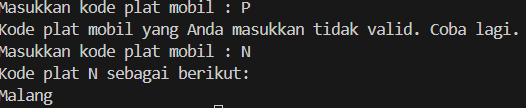 Masukkan kode plat mobil : P
Kode plat mobil yang Anda masukkan tidak valid. Coba lagi.
Masukkan kode plat mobil : N
Kode plat N sebagai berikut:
Malang